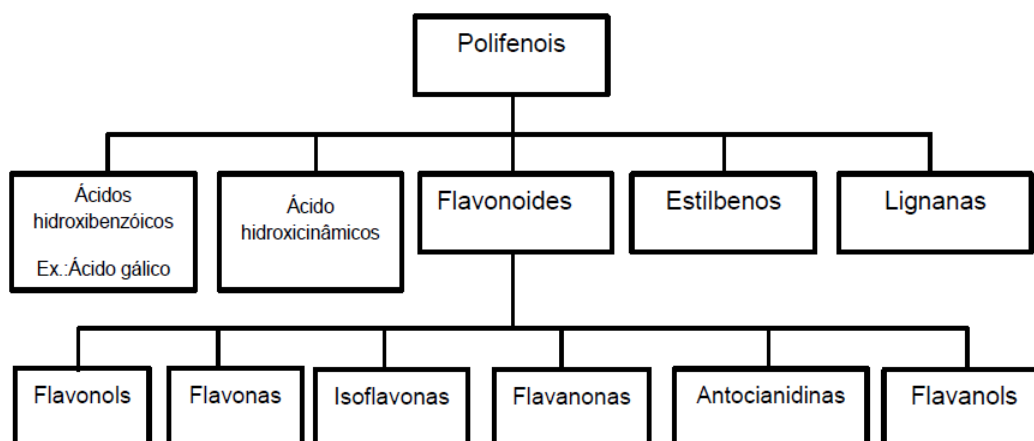 Polifenois
Ácidos
hidroxibenzóicos
Ex.:Ácido gálico
Ácido
hidroxicinâmicos
Flavonoides
Estilbenos
Lignanas
Flavonols
Flavonas
Isoflavonas
Flavanonas
Antocianidinas
Flavanols